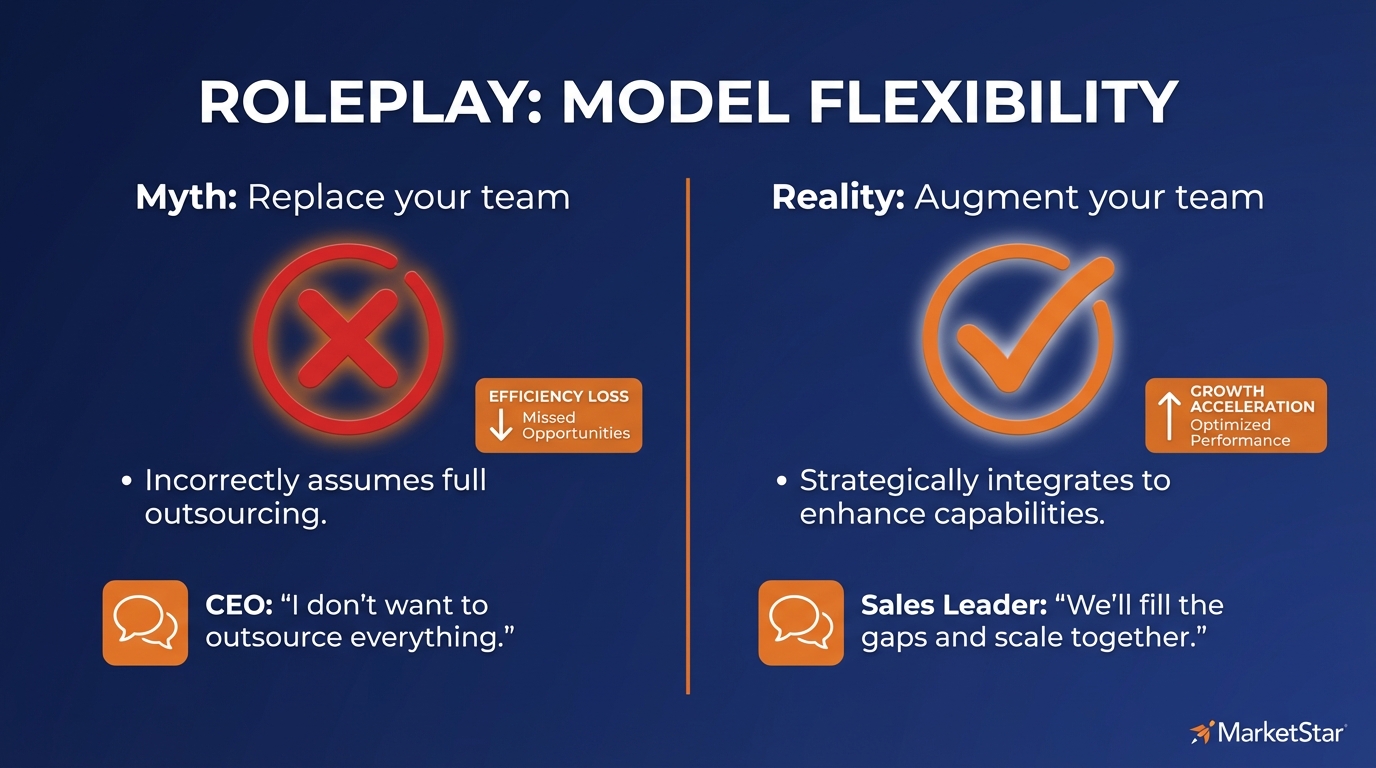 ROLEPLAY: MODEL FLEXIBILITY
Myth: Replace your team
EFFICIENCY LOSS
Missed
Opportunities
• Incorrectly assumes full
outsourcing.
CEO: “I don’t want to
outsource everything.”
Reality: Augment your team
GROWTH
ACCELERATION
Optimized
Performance
• Strategically integrates to
enhance capabilities.
Sales Leader: “We’ll fill the
gaps and scale together.”
MarketStar